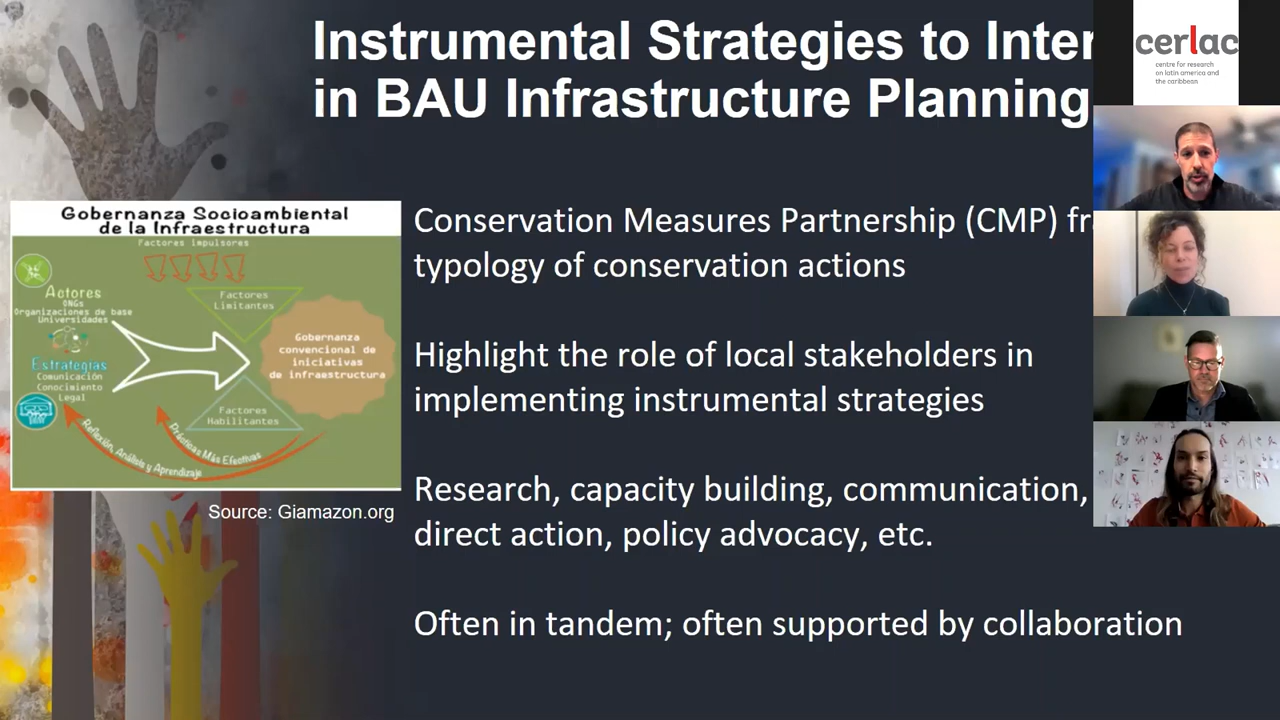 Instrumental Strategies to Inter
in BAU Infrastructure Planning
cerlac
centre for research
on latin america and
the caribbean
Gobernanza Socioambiental
de la Infraestructura
Factores impulsores
Actores
ONGs
Organizaciones de base
Universidades
Estrategias
Comunicación
Conocimiento
Legal
Factores
Limitantes
Gobernanza
convencional de
iniciativas
de infraestructura
Factores
Habilitantes
Prácticas Más Efectivas
Reflexión, Análisis y Aprendizaje
Source: Giamazon.org
Conservation Measures Partnership (CMP) fr
typology of conservation actions
Highlight the role of local stakeholders in
implementing instrumental strategies
Research, capacity building, communication,
direct action, policy advocacy, etc.
Often in tandem; often supported by collaboration